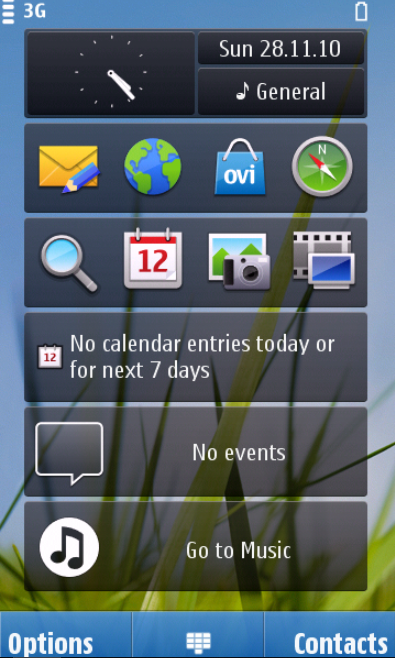 3G
Sun 28.11.10
General
N
ovi
12
No calendar entries today or
12
for next 7 days
No events
Go to Music
Options
Contacts